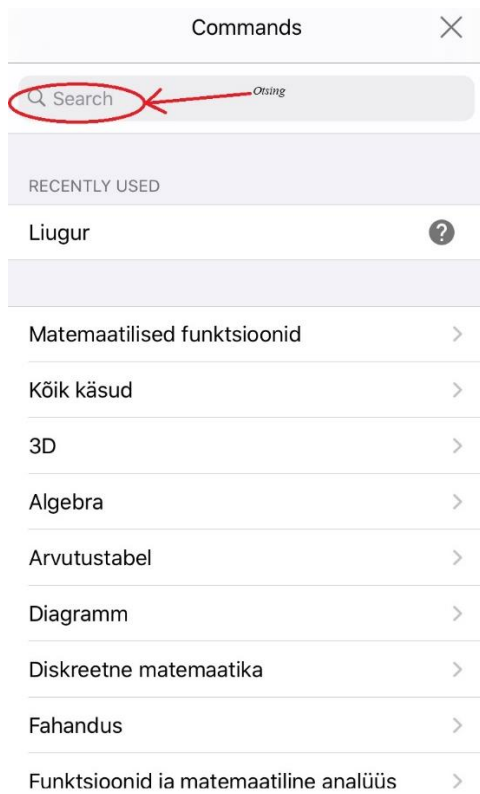 Commands
Search
Otsing
RECENTLY USED
Liugur
Matemaatilised funktsioonid
Kõik käsud
3D
Algebra
Arvutustabel
Diagramm
Diskreetne matemaatika
Fahandus
Funktsioonid ja matemaatiline analüüs